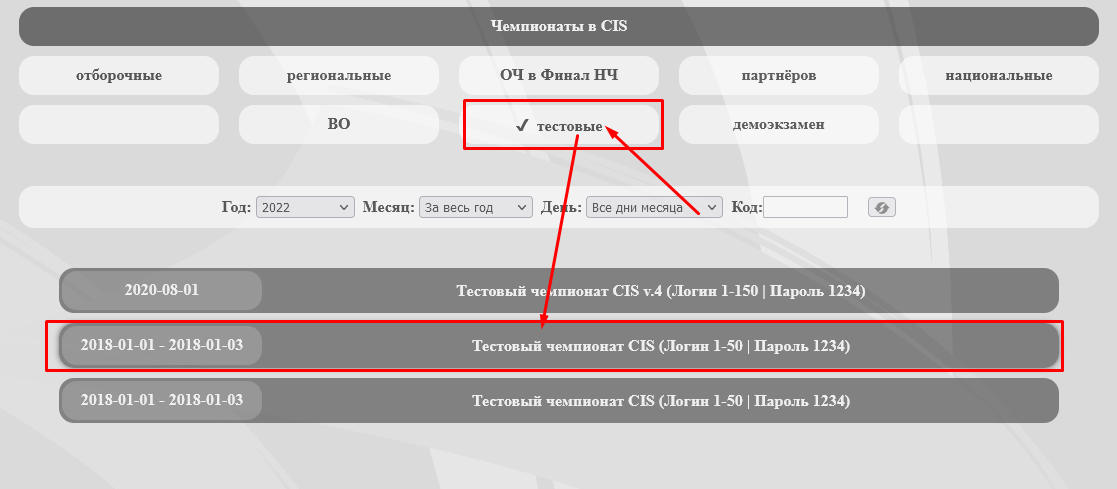 Чемпионаты в CIS
отборочные региональные ОЧ в Финал НЧ партнёров национальные
ВО ✔ тестовые демоэкзамен
Год: 2022 Месяц: За весь год День: Все дни месяца Код:
2020-08-01 Тестовый чемпионат CIS v.4 (Логин 1-150 | Пароль 1234)
2018-01-01 - 2018-01-03 Тестовый чемпионат CIS (Логин 1-50 | Пароль 1234)
2018-01-01 - 2018-01-03 Тестовый чемпионат CIS (Логин 1-50 | Пароль 1234)